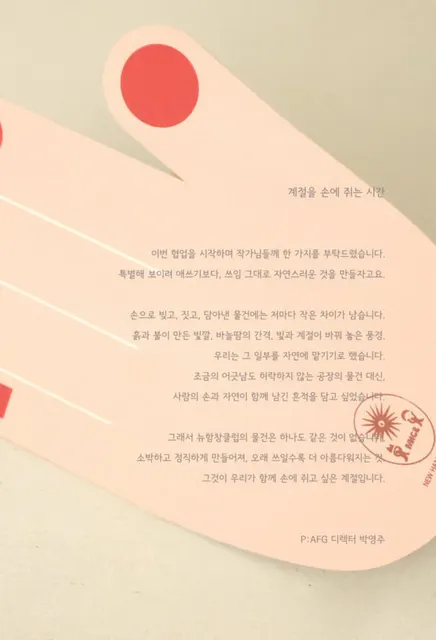 계절을 손에 쥐는 시간
이번 협업을 시작하며 작가님들께 한 가지를 부탁드렸습니다.
특별해 보이려 애쓰기보다, 쓰임 그대로 자연스러운 것을 만들자고요.
손으로 빚고, 짓고, 담아낸 물건에는 저마다 작은 차이가 남습니다.
흙과 불이 만든 빛깔, 바늘땀의 간격, 빛과 계절이 바꿔 놓은 풍경.
우리는 그 일부를 자연에 맡기기로 했습니다.
조금의 어긋남도 허락하지 않는 공장의 물건 대신,
사람의 손과 자연이 함께 남긴 흔적을 담고 싶었습니다.
그래서 뉴함창클럽의 물건은 하나도 같은 것이 없습니다.
소박하고 정직하게 만들어져, 오래 쓰일수록 더 아름다워지는 것.
그것이 우리가 함께 손에 쥐고 싶은 계절입니다.
SINCE
NEW
P:AFG 디렉터 박영주